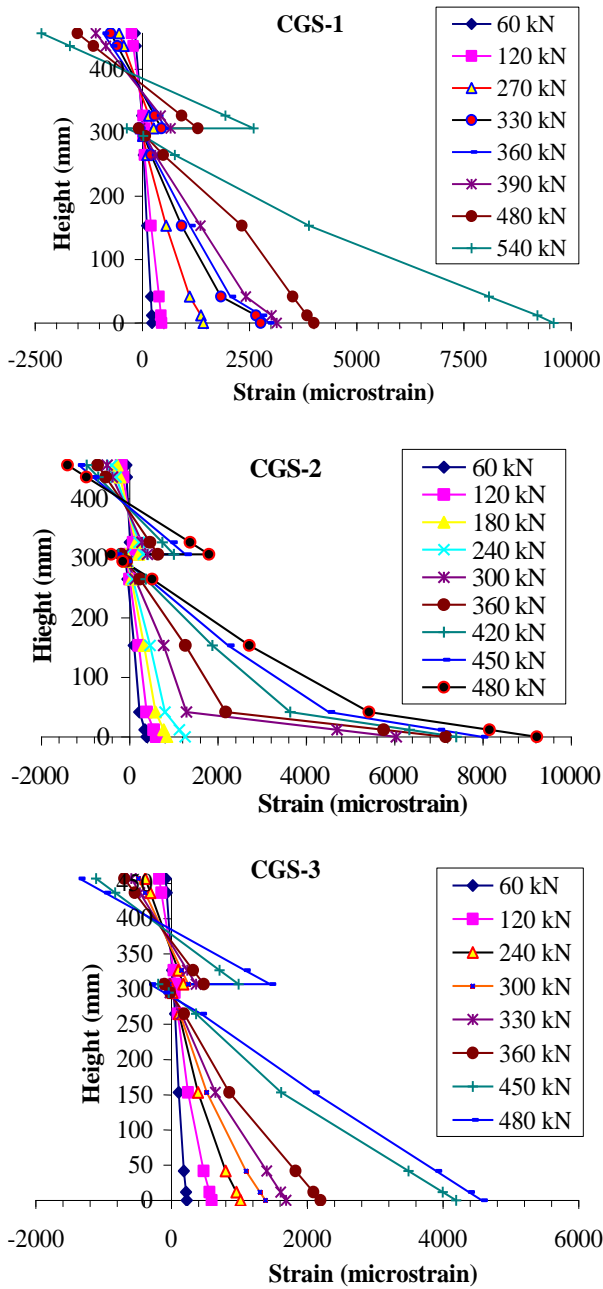 CGS-1
Height (mm)
400
300
200
100
0
-2500
0
2500
5000
7500
10000
Strain (microstrain)
60 kN
120 kN
270 kN
330 kN
360 kN
390 kN
480 kN
540 kN
CGS-2
Hieght (mm)
400
300
200
100
0
-2000
0
2000
4000
6000
8000
10000
Strain (microstrain)
60 kN
120 kN
180 kN
240 kN
300 kN
360 kN
420 kN
450 kN
480 kN
CGS-3
Height (mm)
450
400
350
300
250
200
150
100
50
0
-2000
0
2000
4000
6000
Strain (microstrain)
60 kN
120 kN
240 kN
300 kN
330 kN
360 kN
450 kN
480 kN